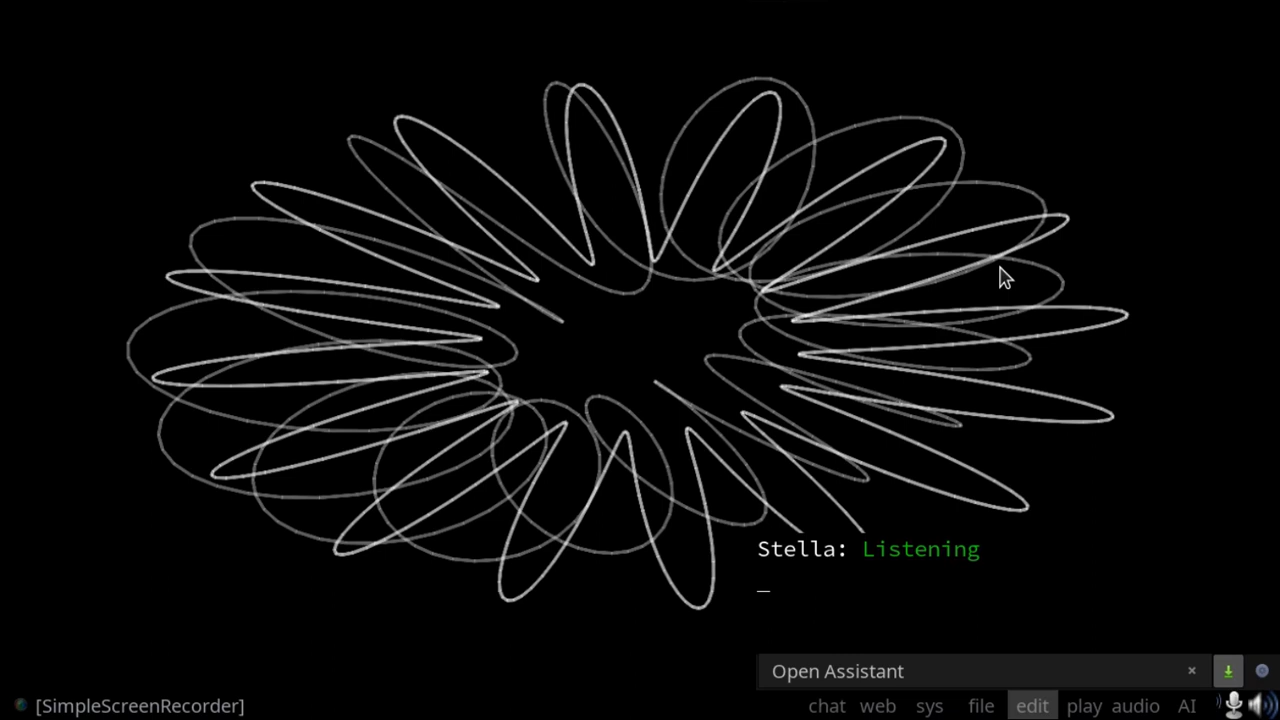 Stella: Listening
_
Open Assistant ×
[SimpleScreenRecorder] chat web sys file edit play audio AI